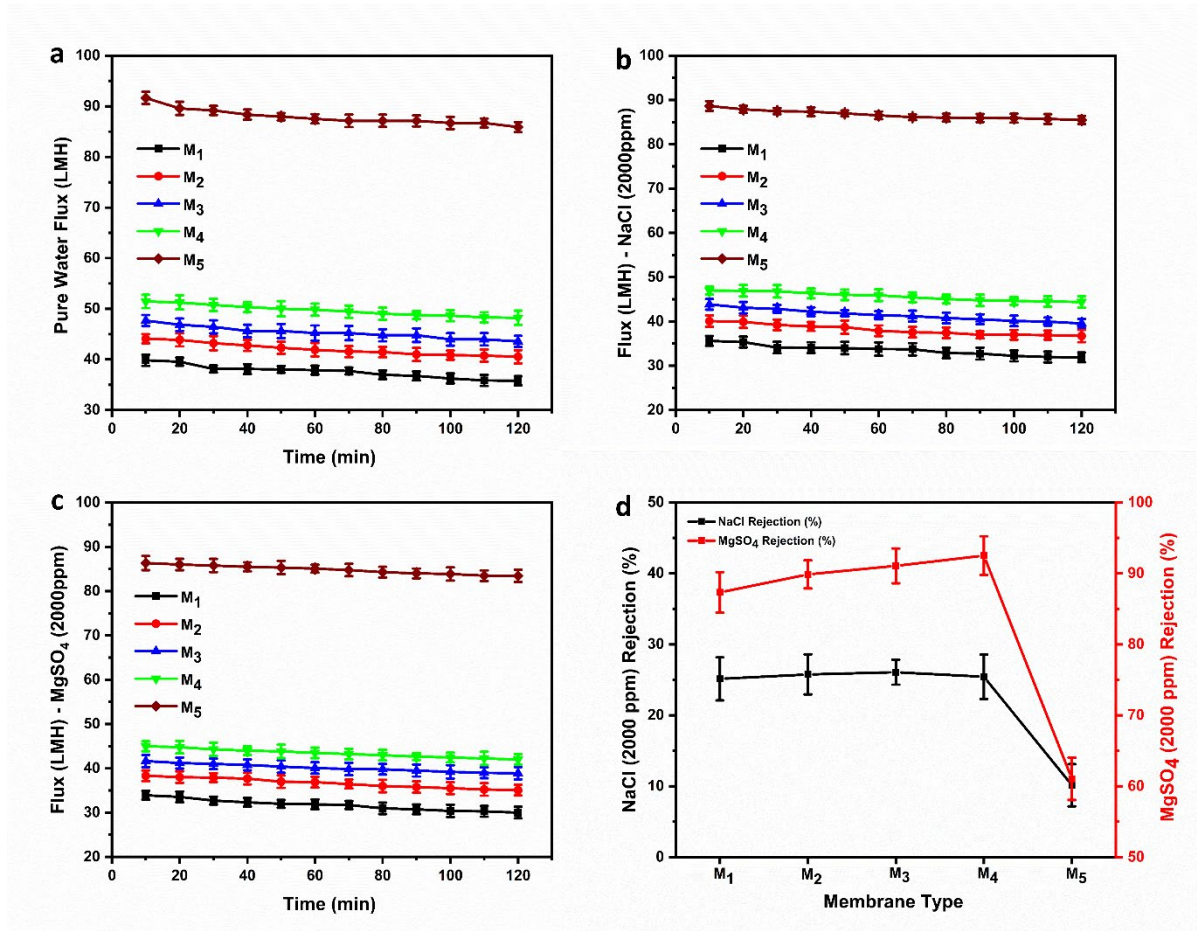 a
Pure Water Flux (LMH)
100
90
80
70
60
50
40
30
M1
M2
M3
M4
M5
0 20 40 60 80 100 120
Time (min)
b
Flux (LMH) - NaCl (2000ppm)
100
90
80
70
60
50
40
30
20
M1
M2
M3
M4
M5
0 20 40 60 80 100 120
Time (min)
c
Flux (LMH) - MgSO4 (2000ppm)
100
90
80
70
60
50
40
30
20
M1
M2
M3
M4
M5
0 20 40 60 80 100 120
Time (min)
d
NaCl (2000 ppm) Rejection (%)
50
40
30
20
10
0
NaCl Rejection (%)
MgSO4 Rejection (%)
100
90
80
70
60
50
MgSO4 (2000 ppm) Rejection (%)
M1 M2 M3 M4 M5
Membrane Type